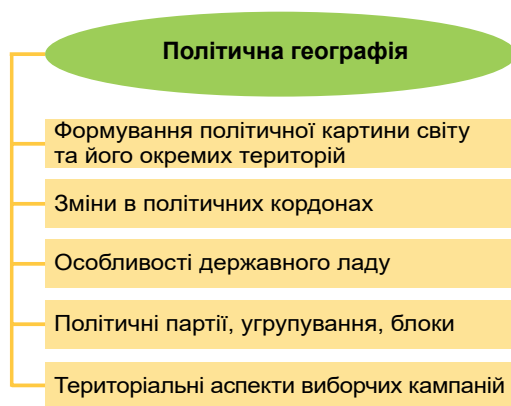 Політична географія
Формування політичної картини світу
та його окремих територій
Зміни в політичних кордонах
Особливості державного ладу
Політичні партії, угрупування, блоки
Територіальні аспекти виборчих кампаній